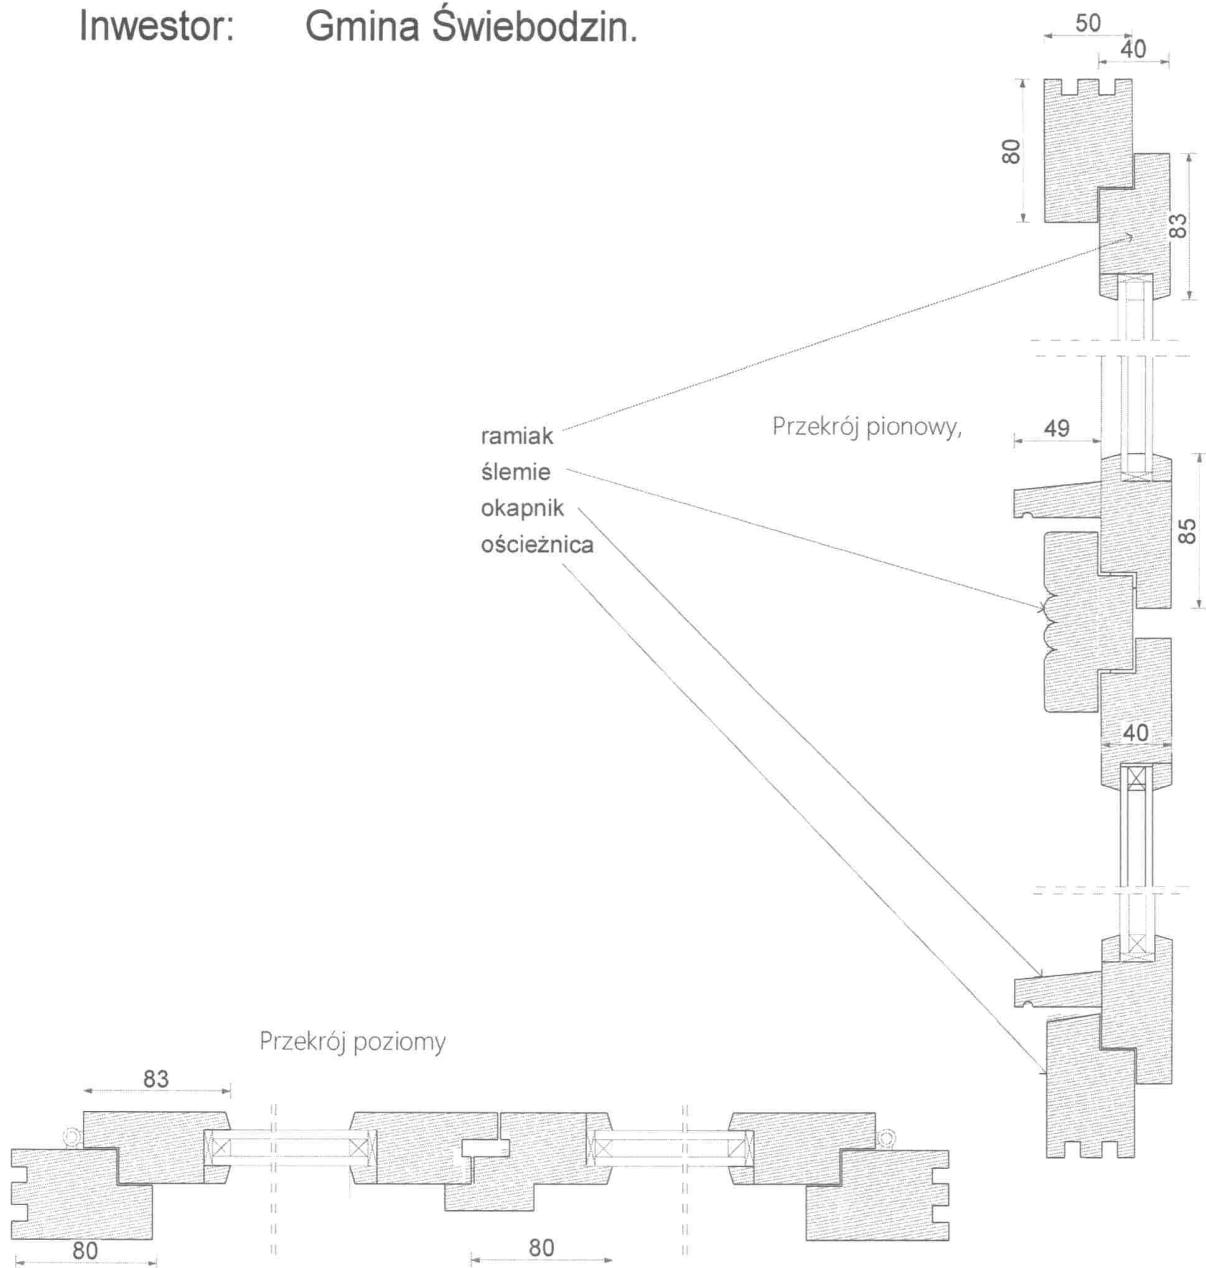 Inwestor: Gmina Świebodzin.
50
40
80
83
ramiak
Przekrój pionowy,
49
ślemie
okapnik
ościeżnica
85
40
Przekrój poziomy
83
80
80